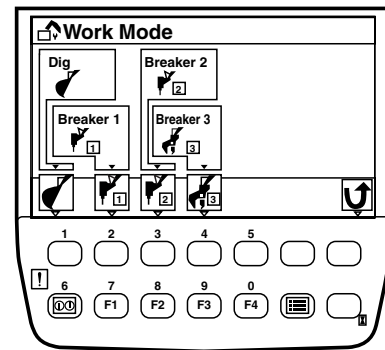 Work Mode
Dig
Breaker 2
2
Breaker 1
Breaker 3
1
3
1
2
3
1 2 3 4 5
6 7 8 9 0
F1 F2 F3 F4